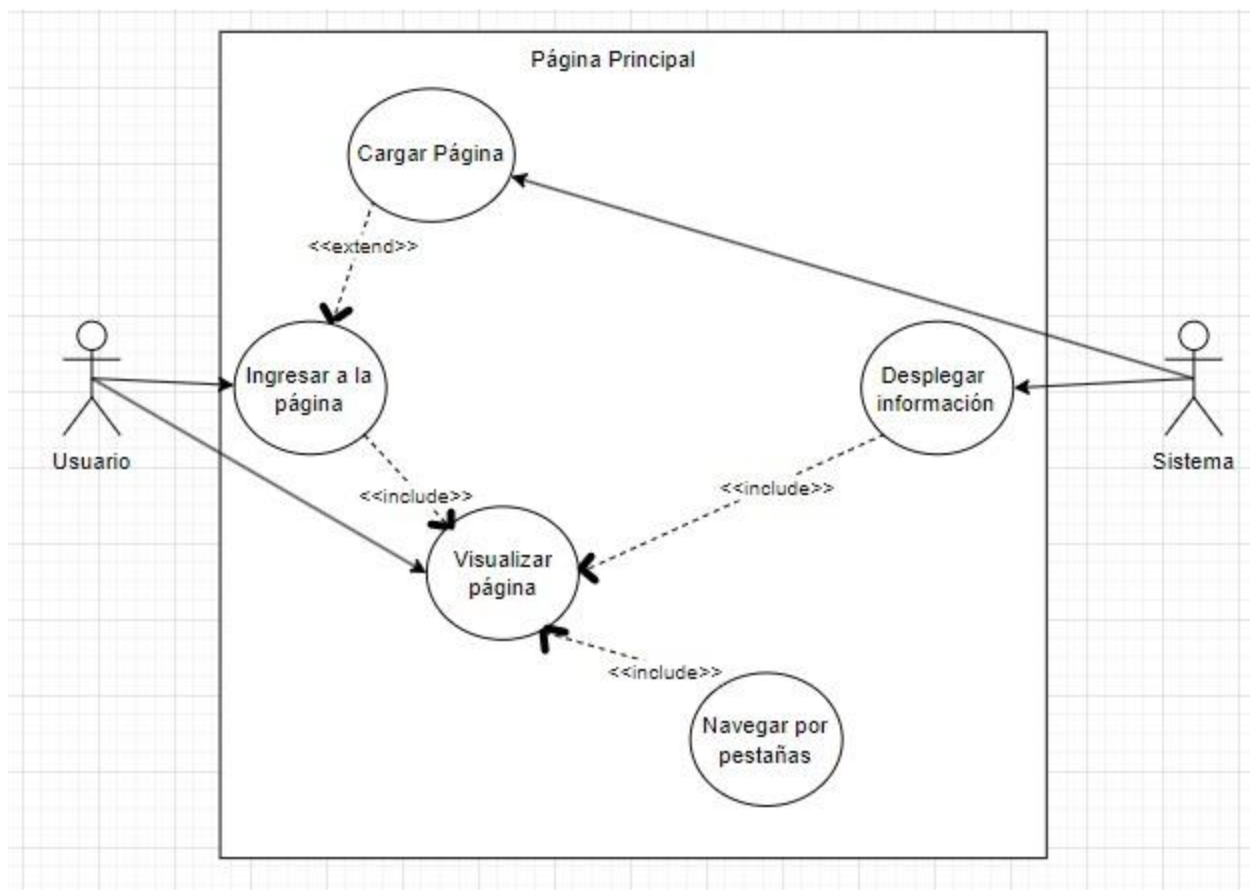 Página Principal
Cargar Página
<<extend>>
Ingresar a la
página
Desplegar
información
Usuario
Sistema
<<include>>
<<include>>
Visualizar
página
<<include>>
Navegar por
pestañas